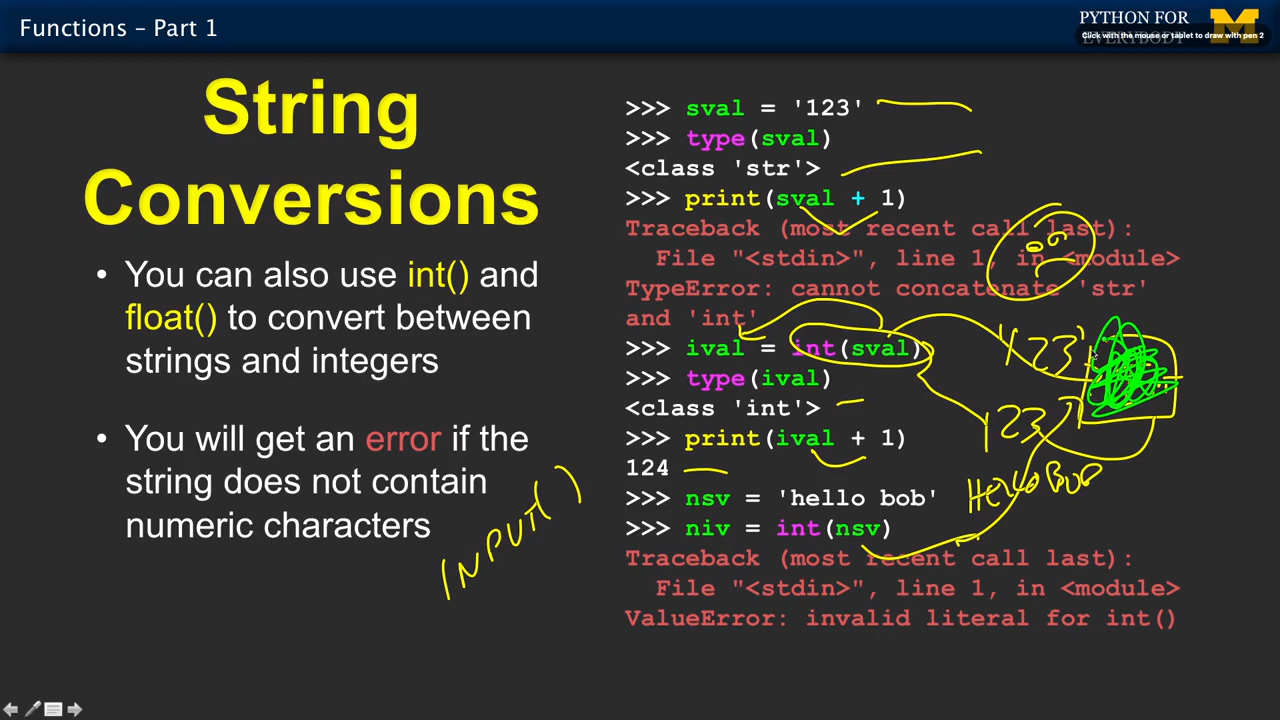 Functions – Part 1
PYTHON FOR
EVERYBODY
Click with the mouse or tablet to draw with pen 2
String
Conversions
• You can also use int() and
float() to convert between
strings and integers
• You will get an error if the
string does not contain
numeric characters
INPUT()
>>> sval = '123'
>>> type(sval)
<class 'str'>
>>> print(sval + 1)
Traceback (most recent call last):
File "<stdin>", line 1, in <module>
TypeError: cannot concatenate 'str'
and 'int'
>>> ival = int(sval)
>>> type(ival)
<class 'int'>
>>> print(ival + 1)
124
>>> nsv = 'hello bob'
>>> niv = int(nsv)
Traceback (most recent call last):
File "<stdin>", line 1, in <module>
ValueError: invalid literal for int()
'123'
123
HELLO BOB